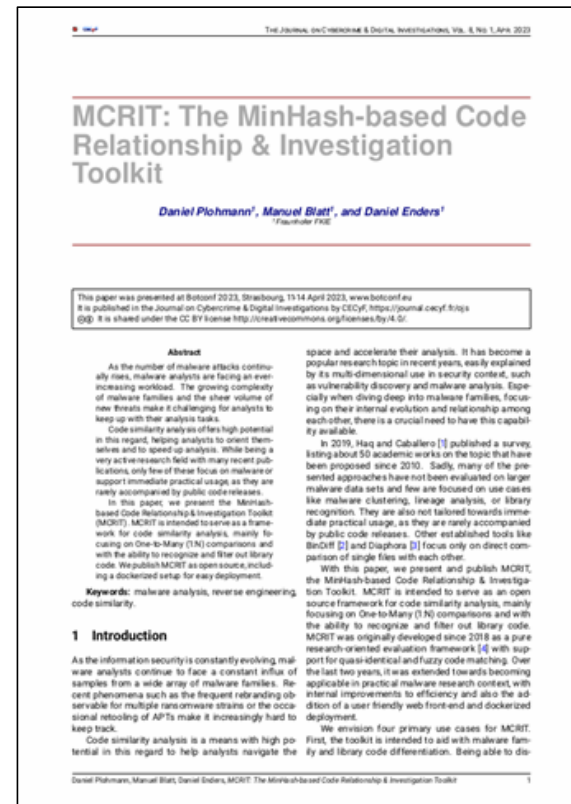 THE JOURNAL ON CYBERCRIME & DIGITAL INVESTIGATIONS, VOL. 8, NO. 1, APR. 2023
MCRIT: The MinHash-based Code
Relationship & Investigation
Toolkit
Daniel Plohmann¹, Manuel Blatt¹, and Daniel Enders¹
¹Fraunhofer FKIE
This paper was presented at Botconf 2023, Strasbourg, 11-14 April 2023, www.botconf.eu
It is published in the Journal on Cybercrime & Digital Investigations by CECyF, https://journal.cecyf.fr/ojs
It is shared under the CC BY license http://creativecommons.org/licenses/by/4.0/.
Abstract
As the number of malware attacks continu-
ally rises, malware analysts are facing an ever-
increasing workload. The growing complexity
of malware families and the sheer volume of
new threats make it challenging for analysts to
keep up with their analysis tasks.
Code similarity analysis offers high potential
in this regard, helping analysts to orient them-
selves and to speed up analysis. While being a
very active research field with many recent pub-
lications, only few of these focus on malware or
support immediate practical usage, as they are
rarely accompanied by public code releases.
In this paper, we present the MinHash-
based Code Relationship & Investigation Toolkit
(MCRIT). MCRIT is intended to serve as a frame-
work for code similarity analysis, mainly fo-
cusing on One-to-Many (1:N) comparisons and
with the ability to recognize and filter out library
code. We publish MCRIT as open source, includ-
ing a dockerized setup for easy deployment.
Keywords: malware analysis, reverse engineering,
code similarity.
1 Introduction
As the information security is constantly evolving, mal-
ware analysts continue to face a constant influx of
samples from a wide array of malware families. Re-
cent phenomena such as the frequent rebranding ob-
servable for multiple ransomware strains or the occa-
sional retooling of APTs make it increasingly hard to
keep track.
Code similarity analysis is a means with high po-
tential in this regard to help analysts navigate the
space and accelerate their analysis. It has become a
popular research topic in recent years, easily explained
by its multi-dimensional use in security context, such
as vulnerability discovery and malware analysis. Espe-
cially when diving deep into malware families, focus-
ing on their internal evolution and relationship among
each other, there is a crucial need to have this capabil-
ity available.
In 2019, Haq and Caballero [1] published a survey,
listing about 50 academic works on the topic that have
been proposed since 2010. Sadly, many of the pre-
sented approaches have not been evaluated on larger
malware data sets and few are focused on use cases
like malware clustering, lineage analysis, or library
recognition. They are also not tailored towards imme-
diate practical usage, as they are rarely accompanied
by public code releases. Other established tools like
BinDiff [2] and Diaphora [3] focus only on direct com-
parison of single files with each other.
With this paper, we present and publish MCRIT,
the MinHash-based Code Relationship & Investiga-
tion Toolkit. MCRIT is intended to serve as an open
source framework for code similarity analysis, mainly
focusing on One-to-Many (1:N) comparisons and with
the ability to recognize and filter out library code.
MCRIT was originally developed since 2018 as a pure
research-oriented evaluation framework [4] with sup-
port for quasi-identical and fuzzy code matching. Over
the last two years, it was extended towards becoming
applicable in practical malware research context, with
internal improvements to efficiency and also the ad-
dition of a user friendly web front-end and dockerized
deployment.
We envision four primary use cases for MCRIT.
First, the toolkit is intended to aid with malware fam-
ily and library code differentiation. Being able to dis-
Daniel Plohmann, Manuel Blatt, Daniel Enders, MCRIT: The MinHash-based Code Relationship & Investigation Toolkit 1